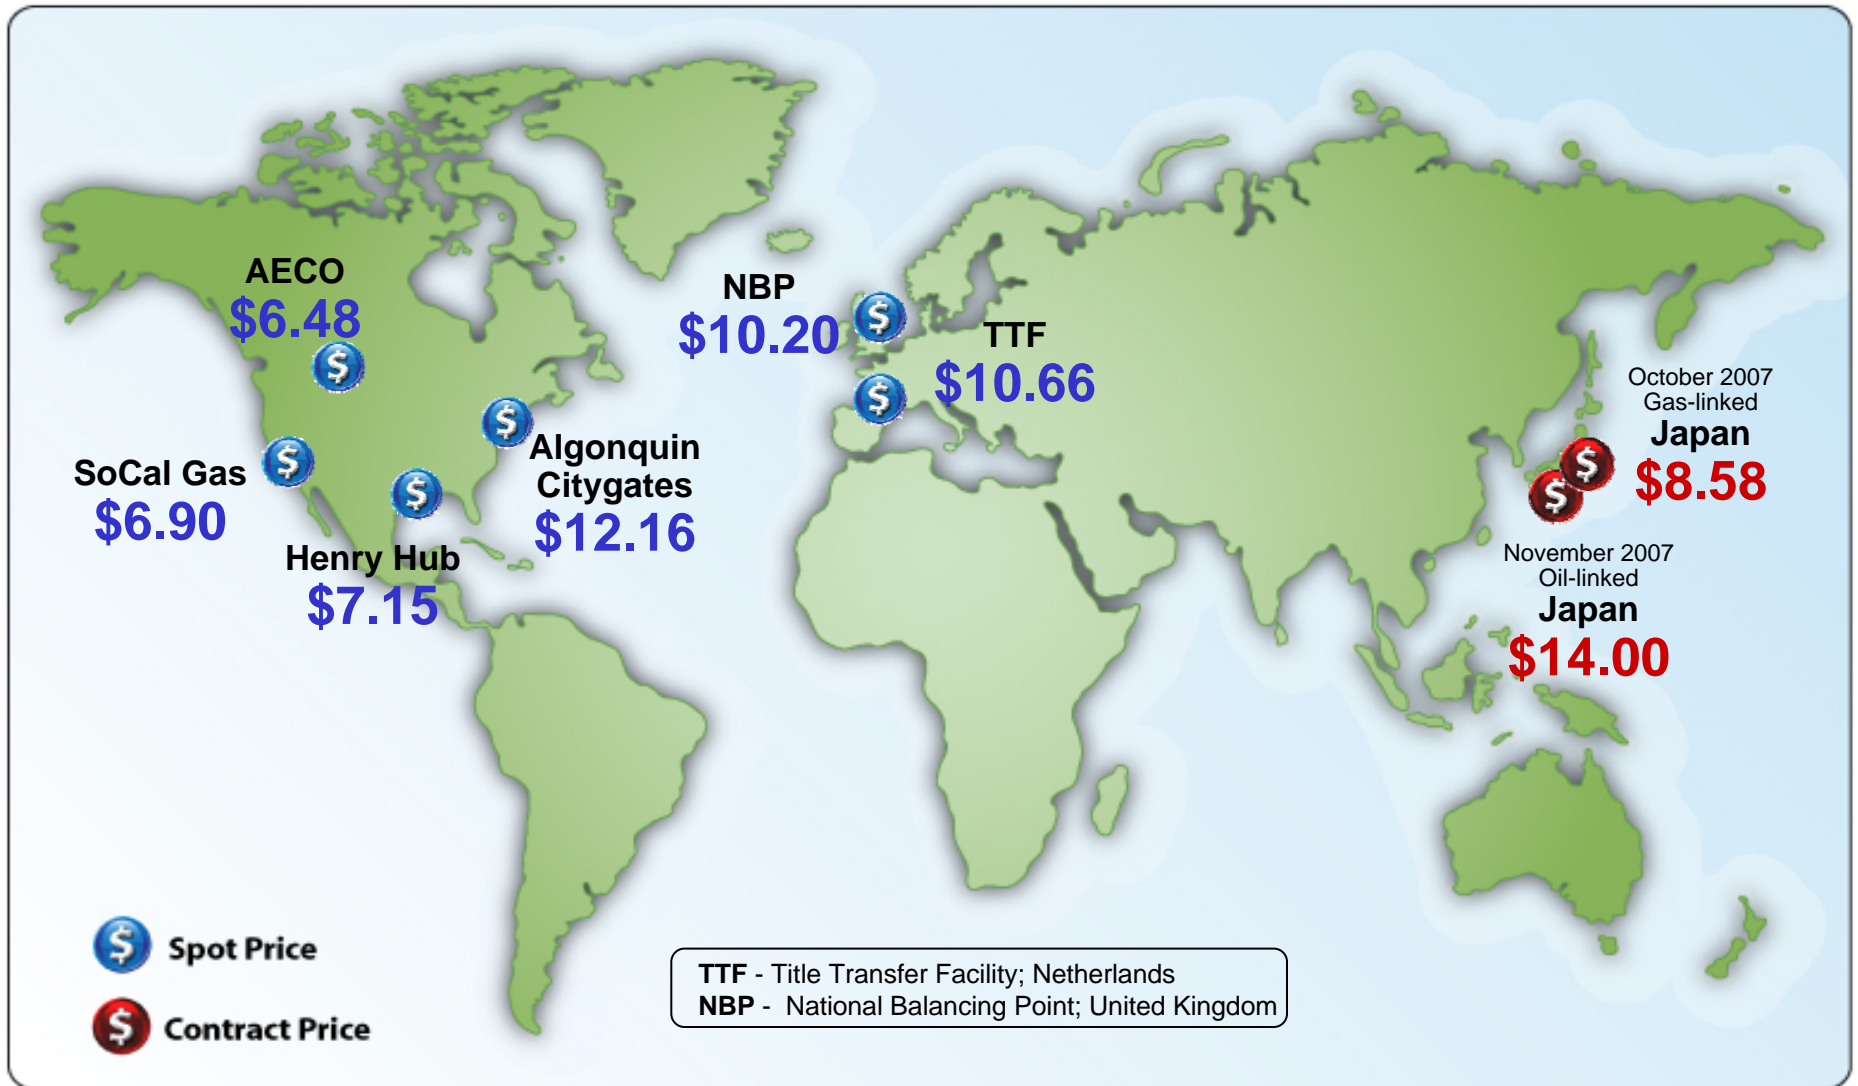 AECO
$6.48
NBP
$10.20
TTF
$10.66
October 2007
Gas-linked
Japan
$8.58
SoCal Gas
$6.90
Algonquin
Citygates
$12.16
Henry Hub
$7.15
November 2007
Oil-linked
Japan
$14.00
$ Spot Price
$ Contract Price
TTF - Title Transfer Facility; Netherlands
NBP - National Balancing Point; United Kingdom
$
$
$
$
$
$
$
$